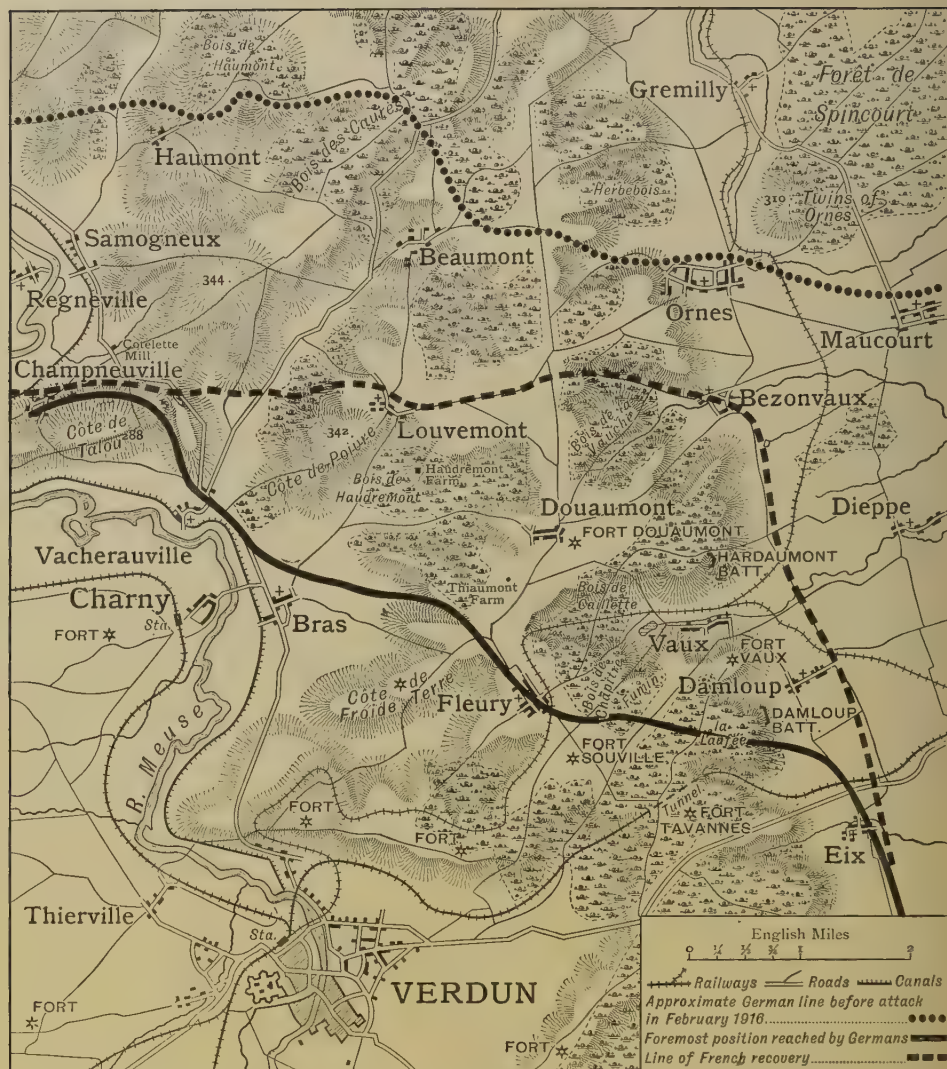 Bois de
Haumont
Gremilly
Forêt de
Spincourt
Haumont
Bois des Caures
Herbebois
310
Twins of
Ornes
Samogneux
Beaumont
344
Regnéville
Ornes
Maucourt
Cotelette
Mill
Champneuville
Bezonvaux
Côte de
Talou
288
342
Louvemont
Côte de Poivre
Haudremont
Farm
Bois de
Haudremont
Douaumont
FORT DOUAUMONT
Dieppe
Vacherauville
HARDAUMONT
BATT.
Thiaumont
Farm
Bois de
Caillette
Charny
Sta.
FORT
Bras
Vaux
FORT
VAUX
Côte de
Froide Terre
Fleury
Bois de
Chapitre
Fumin
Damloup
DAMLOUP
BATT.
la
Laufée
R. Meuse
FORT
SOUVILLE
FORT
Tunnel
FORT
TAVANNES
FORT
Eix
Thierville
Sta.
VERDUN
FORT
FORT
English Miles
0 ¼ ½ ¾ 1 2
Railways Roads Canals
Approximate German line before attack
in February 1916
Foremost position reached by Germans
Line of French recovery